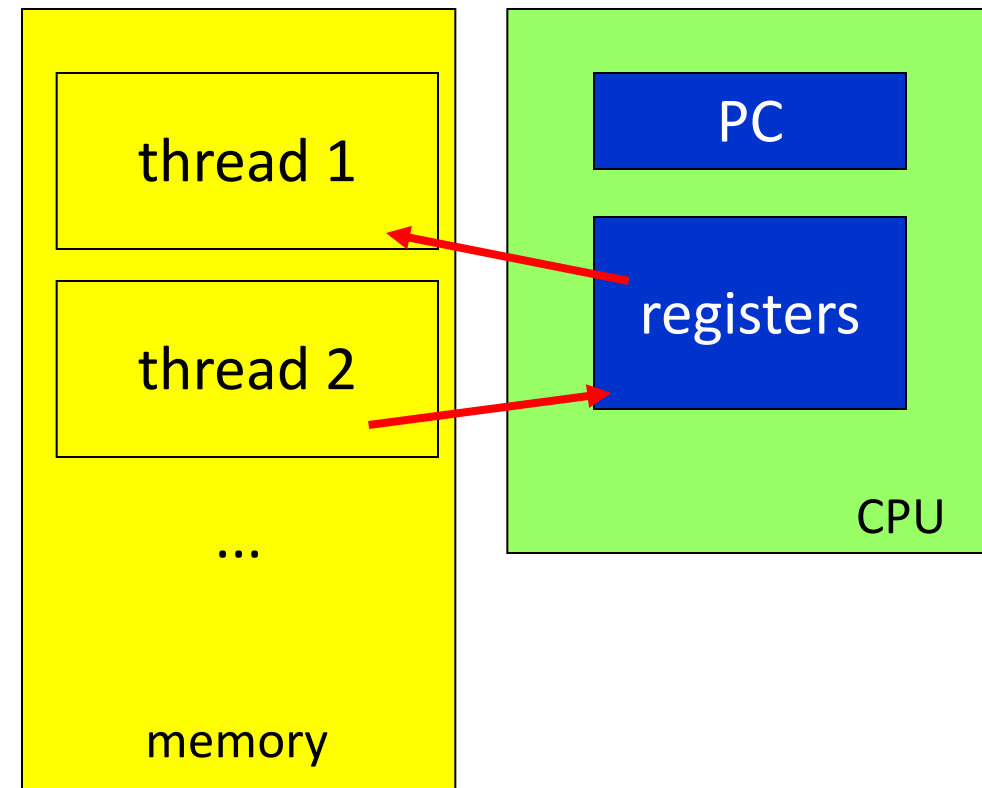 thread 1
thread 2
...
memory
PC
registers
CPU